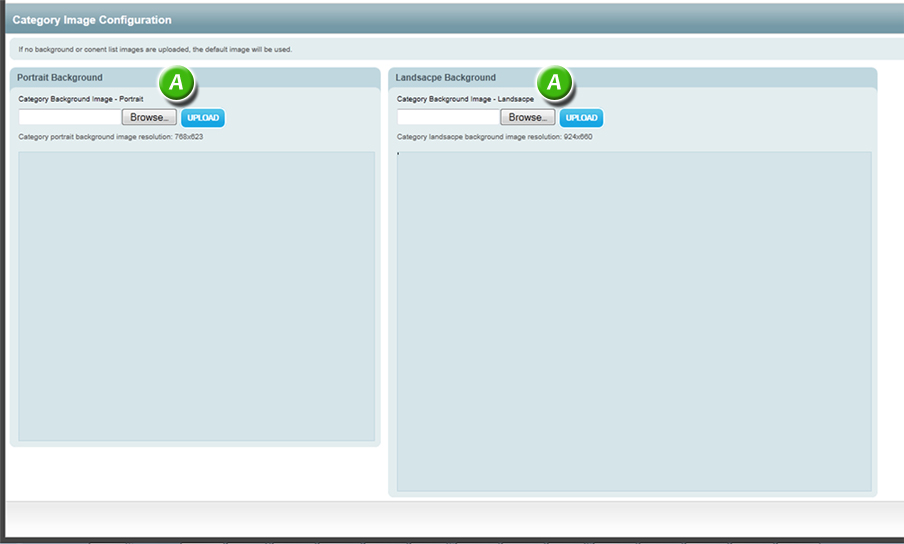 Category Image Configuration
If no background or conent list images are uploaded, the default image will be used.
Portrait Background
A
Category Background Image - Portrait
Browse...
UPLOAD
Category portrait background image resolution: 768x623
Landsacpe Background
A
Category Background Image - Landsacpe
Browse...
UPLOAD
Category landsacpe background image resolution: 924x660